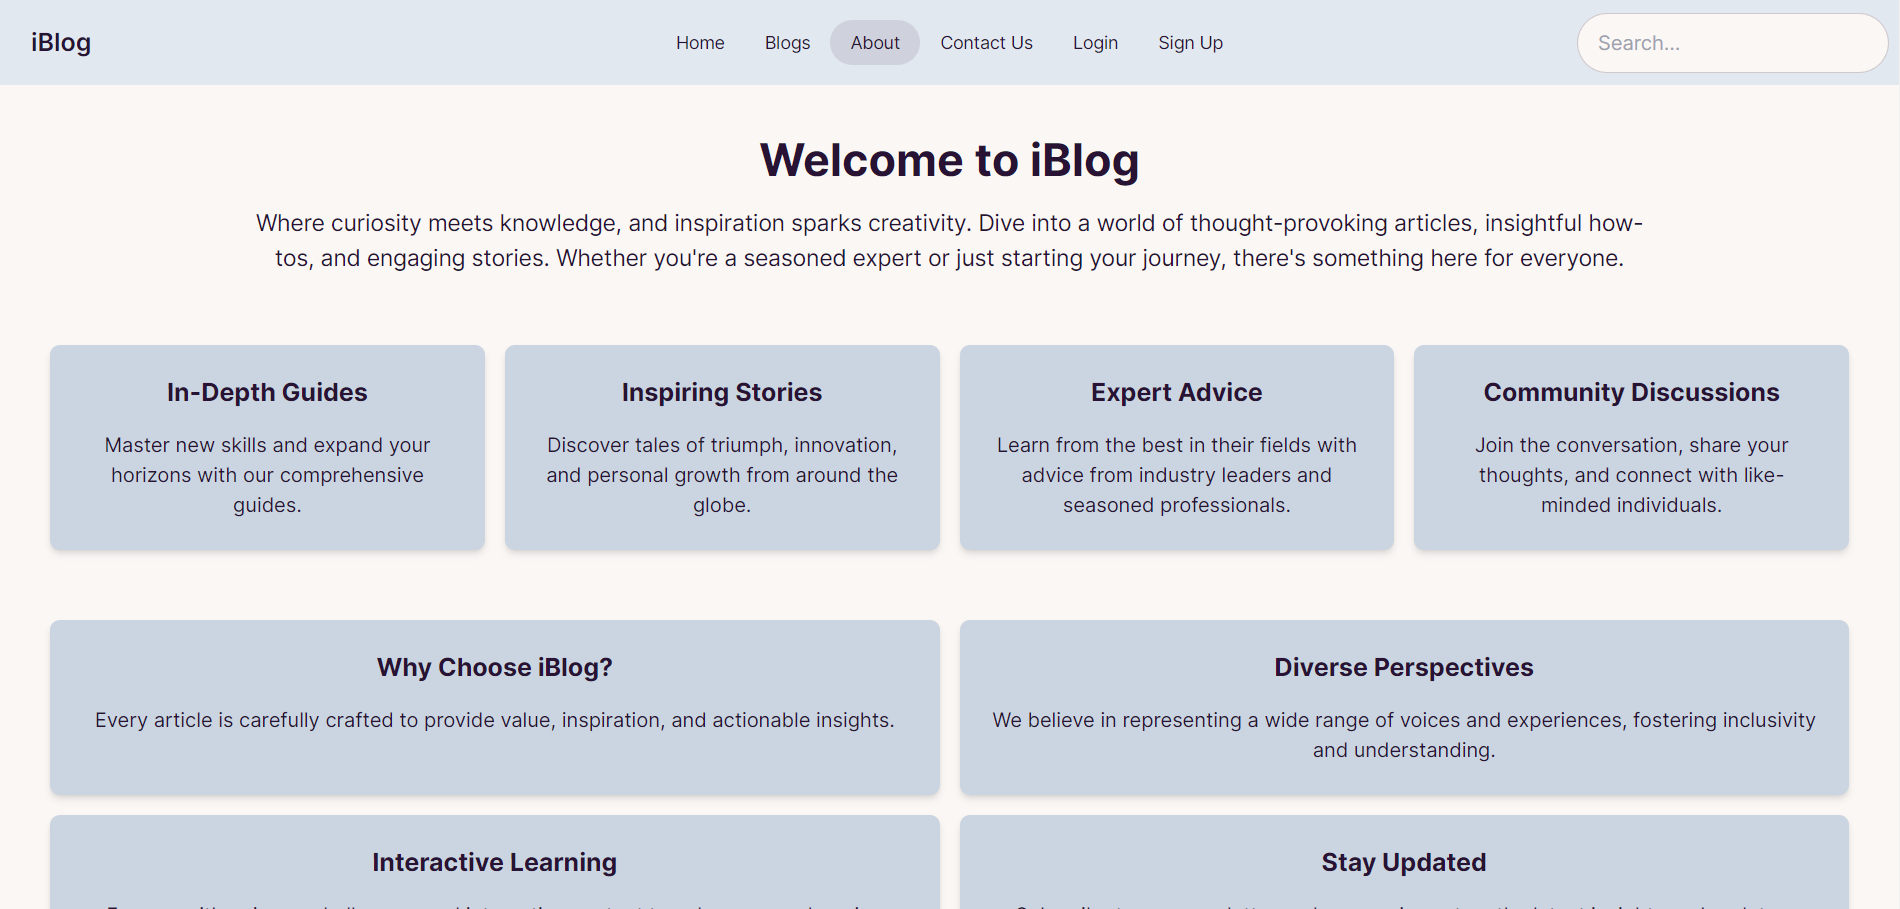 iBlog
Home Blogs About Contact Us Login Sign Up
Search...
Welcome to iBlog
Where curiosity meets knowledge, and inspiration sparks creativity. Dive into a world of thought-provoking articles, insightful how-
tos, and engaging stories. Whether you're a seasoned expert or just starting your journey, there's something here for everyone.
In-Depth Guides
Master new skills and expand your
horizons with our comprehensive
guides.
Inspiring Stories
Discover tales of triumph, innovation,
and personal growth from around the
globe.
Expert Advice
Learn from the best in their fields with
advice from industry leaders and
seasoned professionals.
Community Discussions
Join the conversation, share your
thoughts, and connect with like-
minded individuals.
Why Choose iBlog?
Every article is carefully crafted to provide value, inspiration, and actionable insights.
Diverse Perspectives
We believe in representing a wide range of voices and experiences, fostering inclusivity
and understanding.
Interactive Learning
Stay Updated